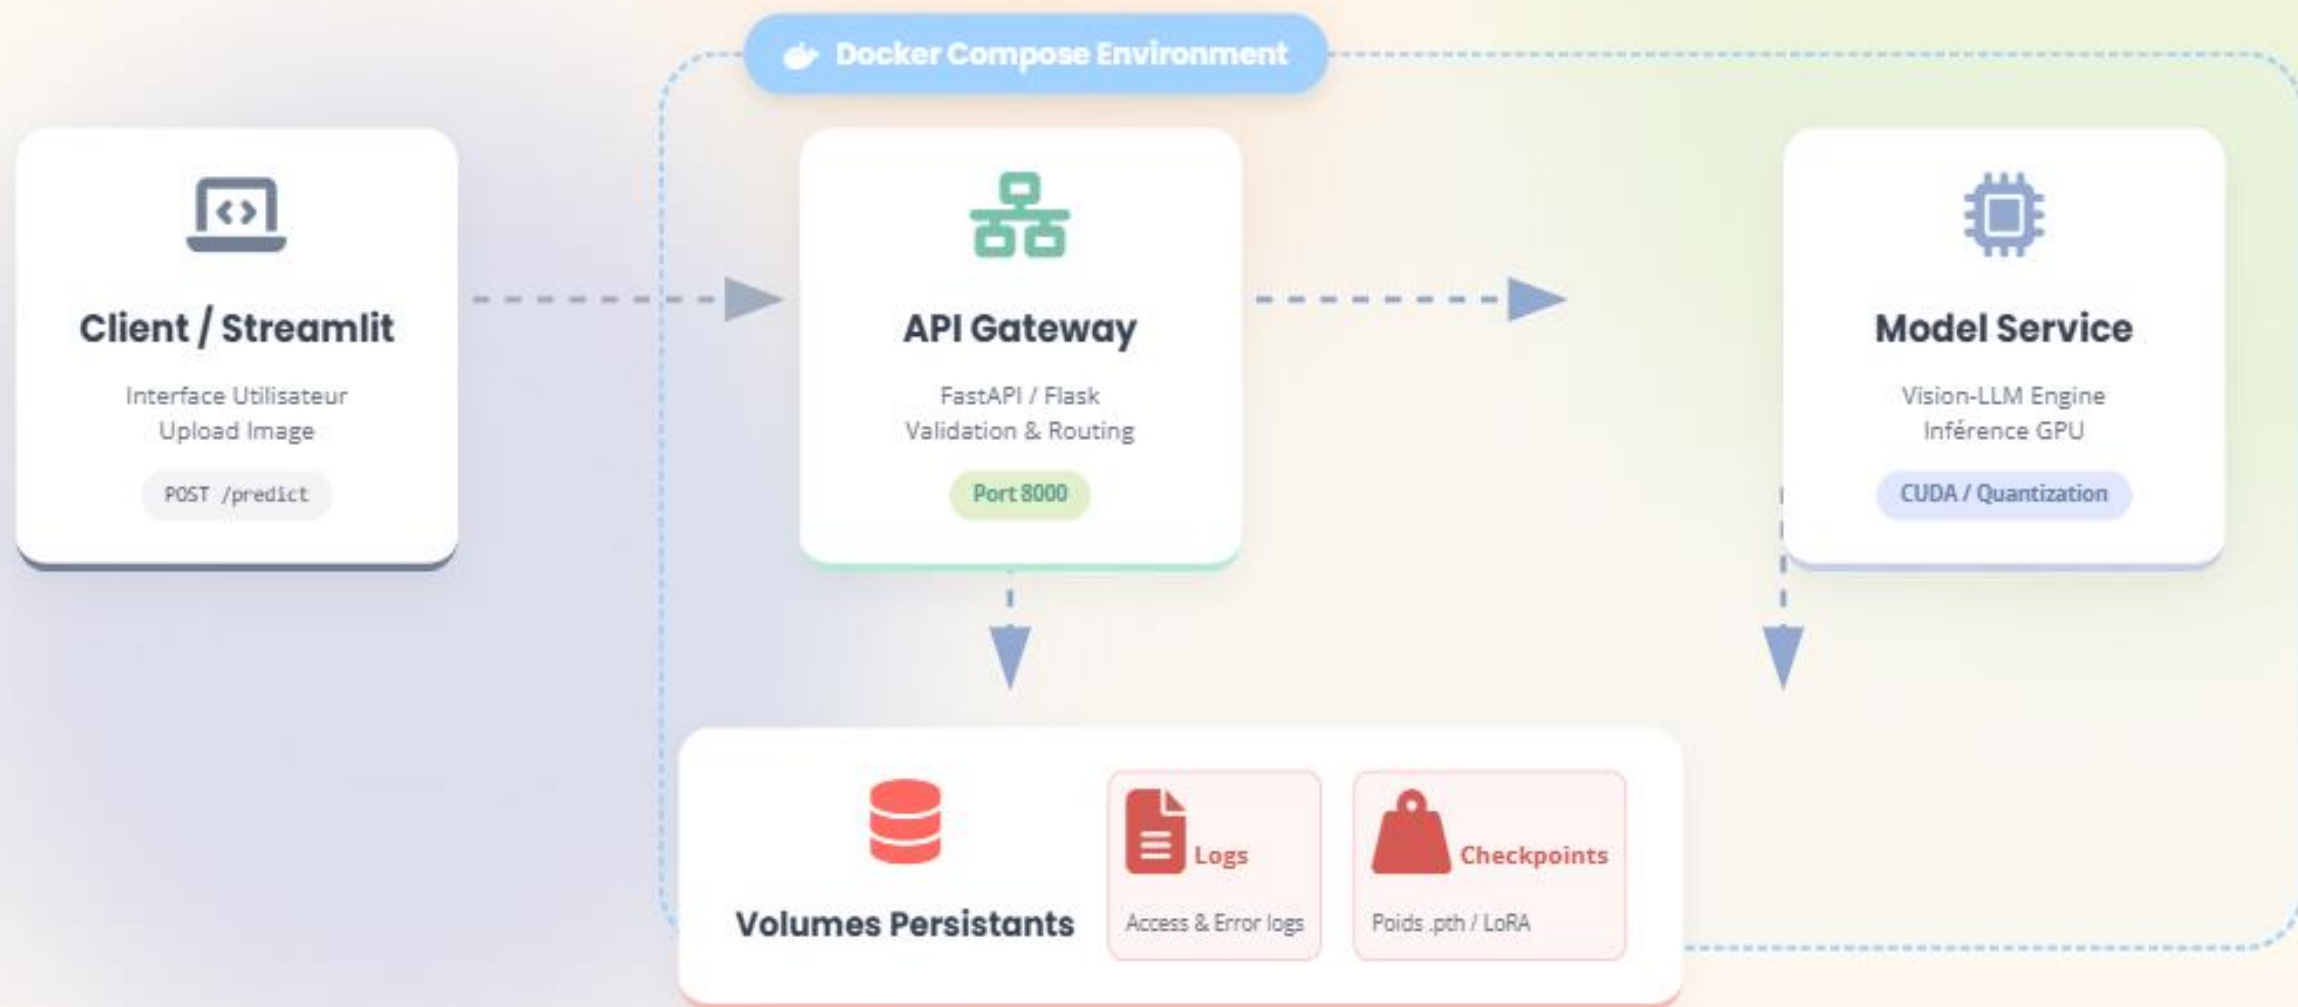 Docker Compose Environment
Client / Streamlit
Interface Utilisateur
Upload Image
POST /predict
API Gateway
FastAPI / Flask
Validation & Routing
Port 8000
Model Service
Vision-LLM Engine
Inférence GPU
CUDA / Quantization
Volumes Persistants
Logs
Access & Error logs
Checkpoints
Poids .pth / LoRA